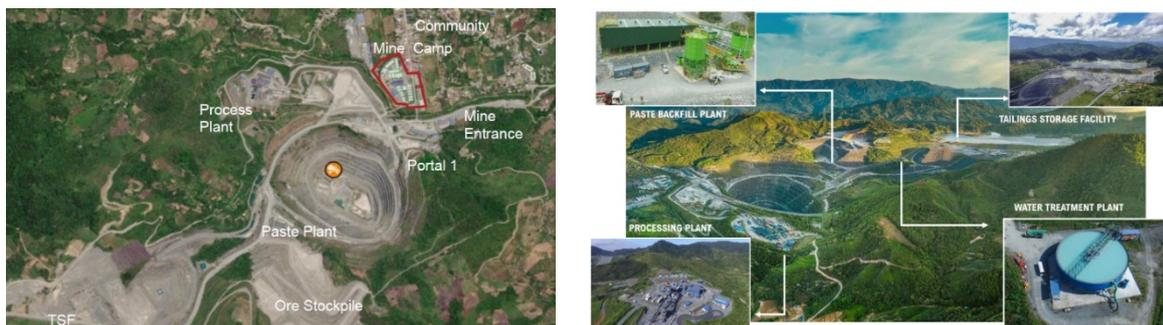 Community
Mine Camp
Process
Plant
Mine
Entrance
Portal 1
Paste Plant
Ore Stockpile
TSF
PASTE BACKFILL PLANT
TAILINGS STORAGE FACILITY
WATER TREATMENT PLANT
PROCESSING PLANT